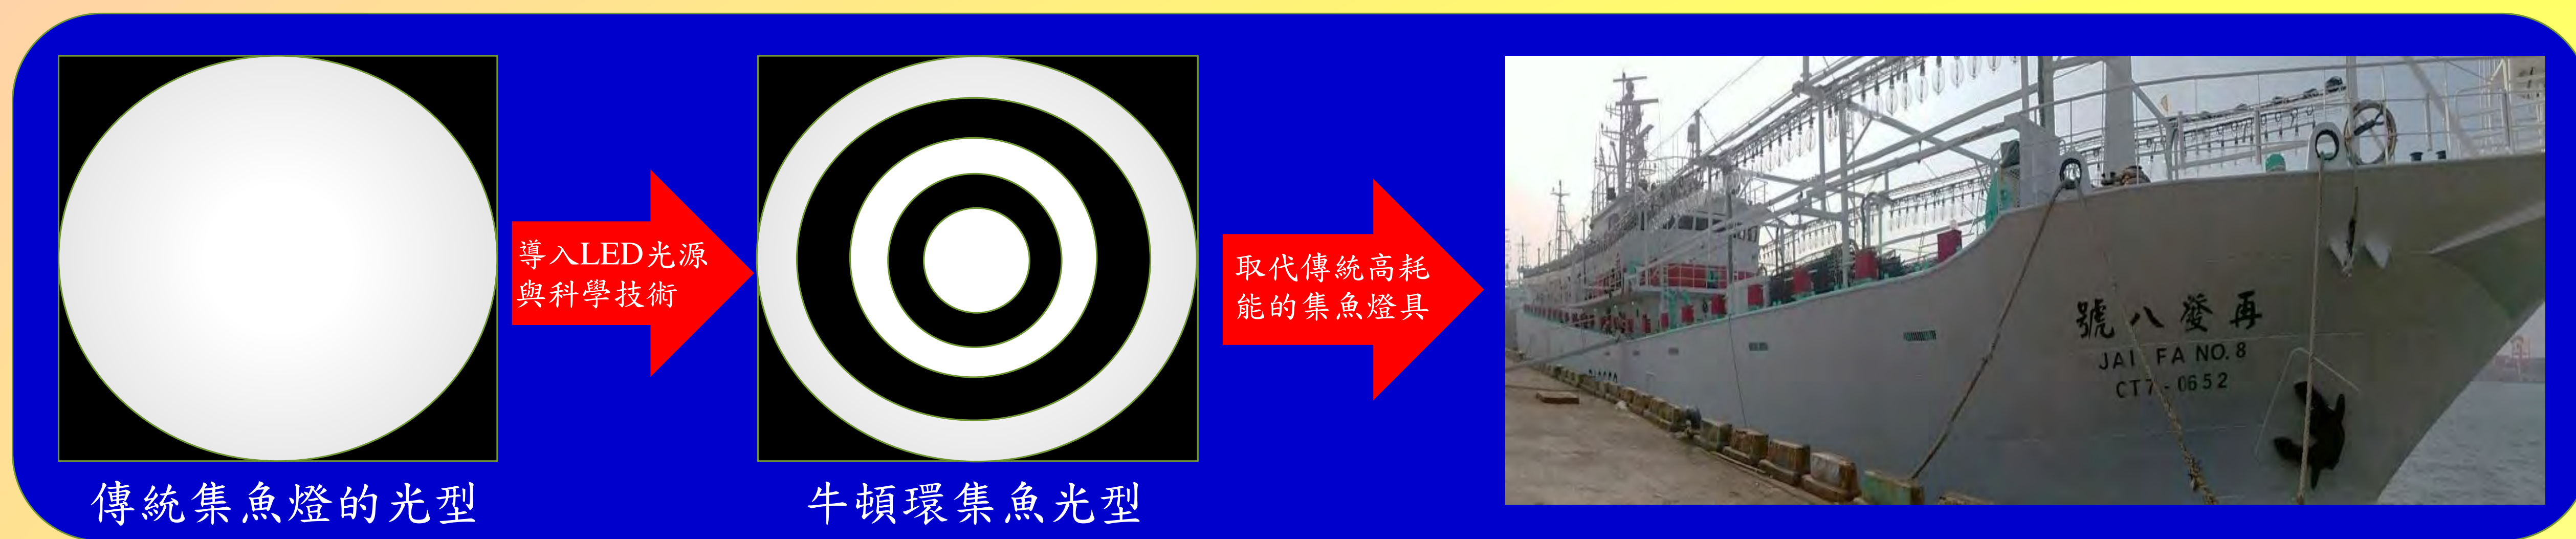 導入LED光源
與科學技術
取代傳統高耗
能的集魚燈具
號八發再
JAI FA NO.8
CT7-0652
傳統集魚燈的光型
牛頓環集魚光型